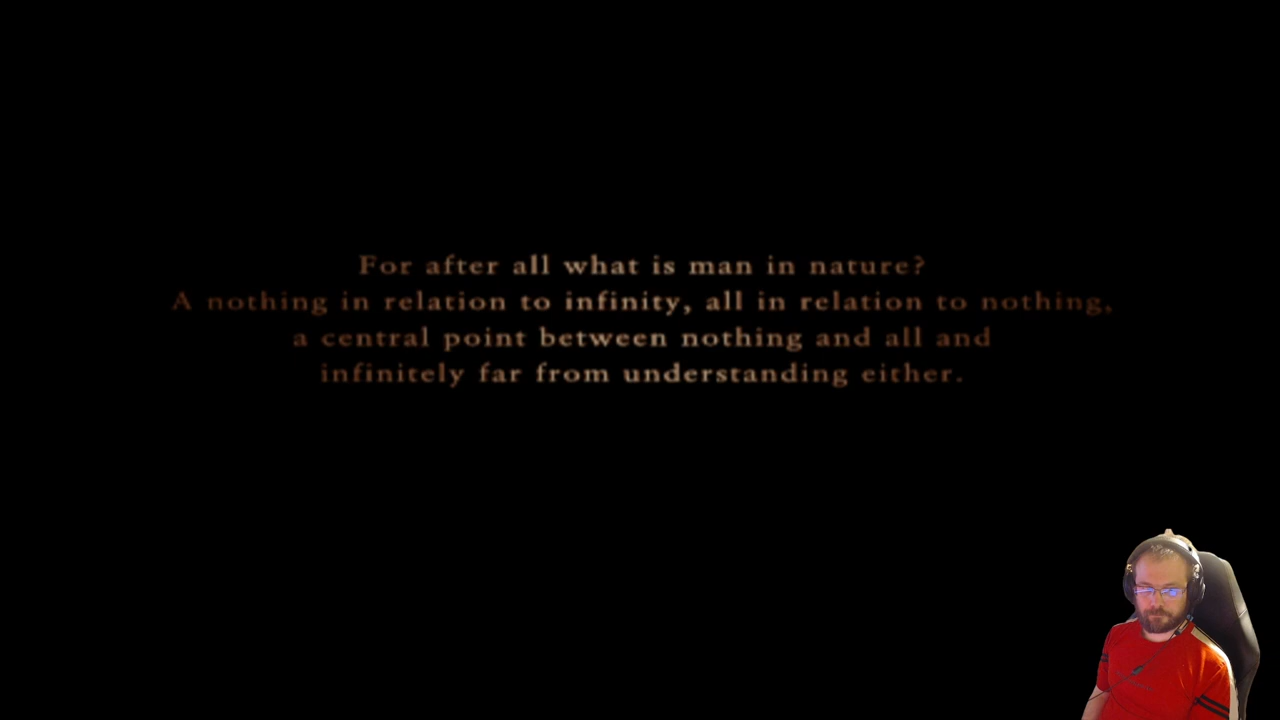 For after all what is man in nature?
A nothing in relation to infinity, all in relation to nothing,
a central point between nothing and all and
infinitely far from understanding either.